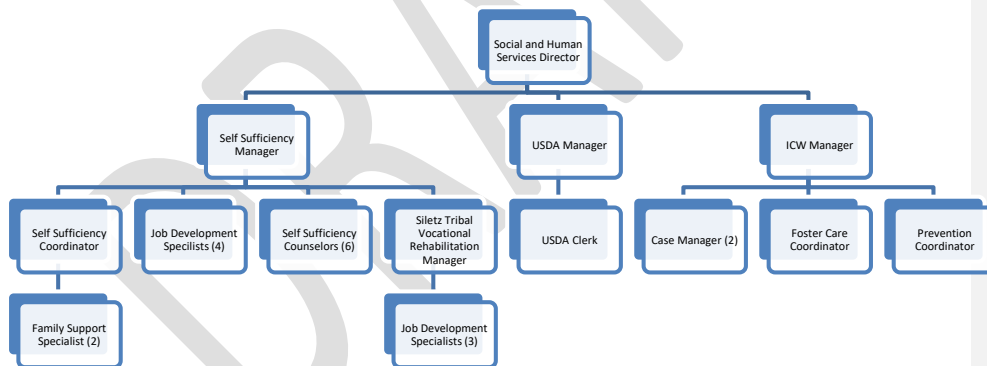 Social and Human
Services Director
Self Sufficiency
Manager
USDA Manager
ICW Manager
Self Sufficiency
Coordinator
Job Development
Specilists (4)
Self Sufficiency
Counselors (6)
Siletz Tribal
Vocational
Rehabilitation
Manager
USDA Clerk
Case Manager (2)
Foster Care
Coordinator
Prevention
Coordinator
Family Support
Specialist (2)
Job Development
Specialists (3)